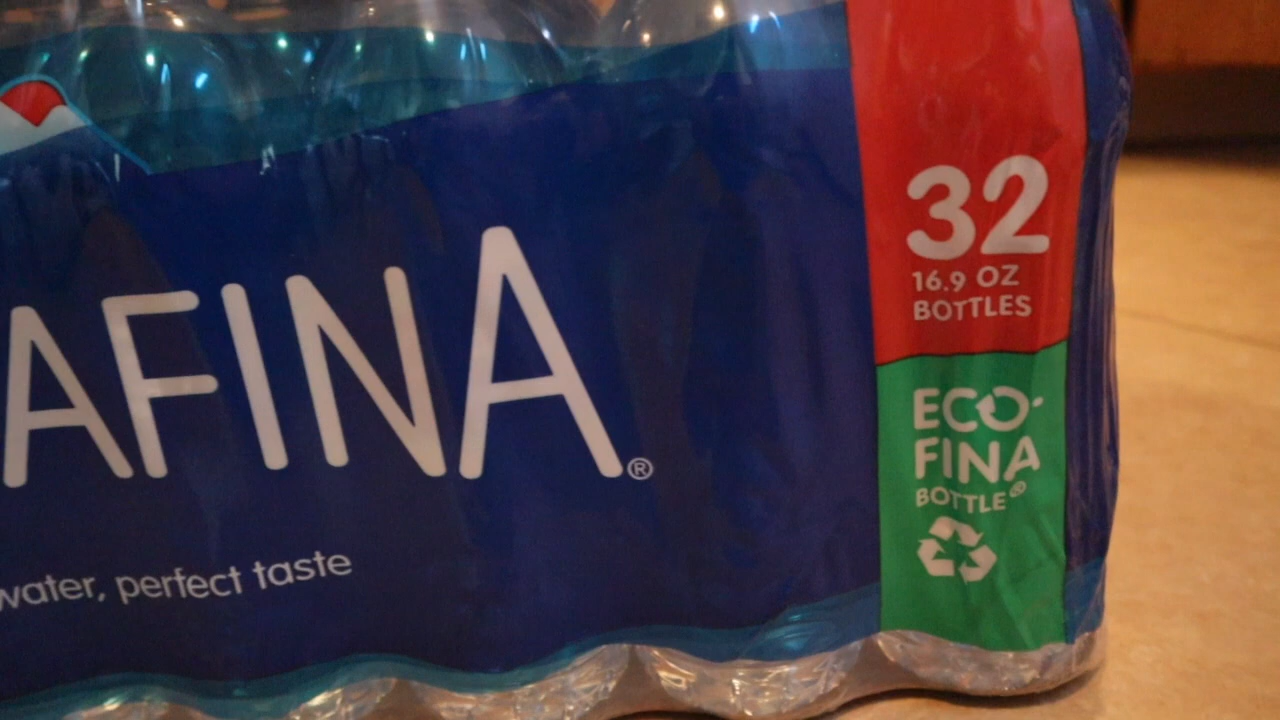 AFINA®
water, perfect taste
32
16.9 OZ
BOTTLES
ECO-
FINA
BOTTLE®